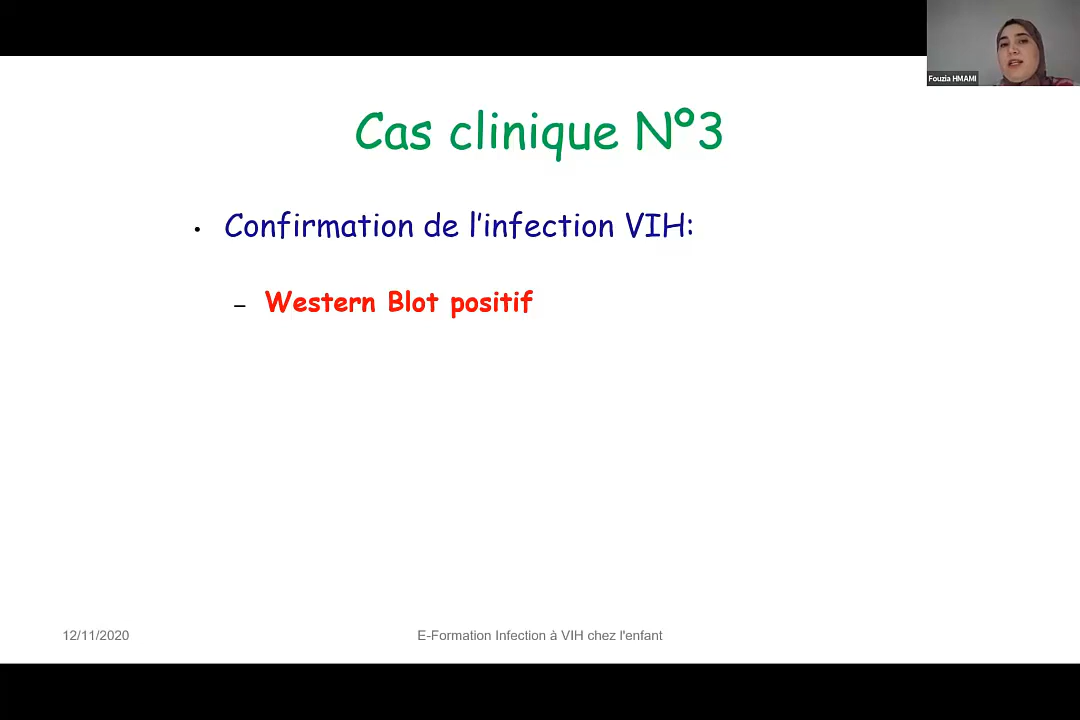 Fouzia HMAMI
Cas clinique Nº3
• Confirmation de l'infection VIH:
– Western Blot positif
12/11/2020
E-Formation Infection à VIH chez l'enfant